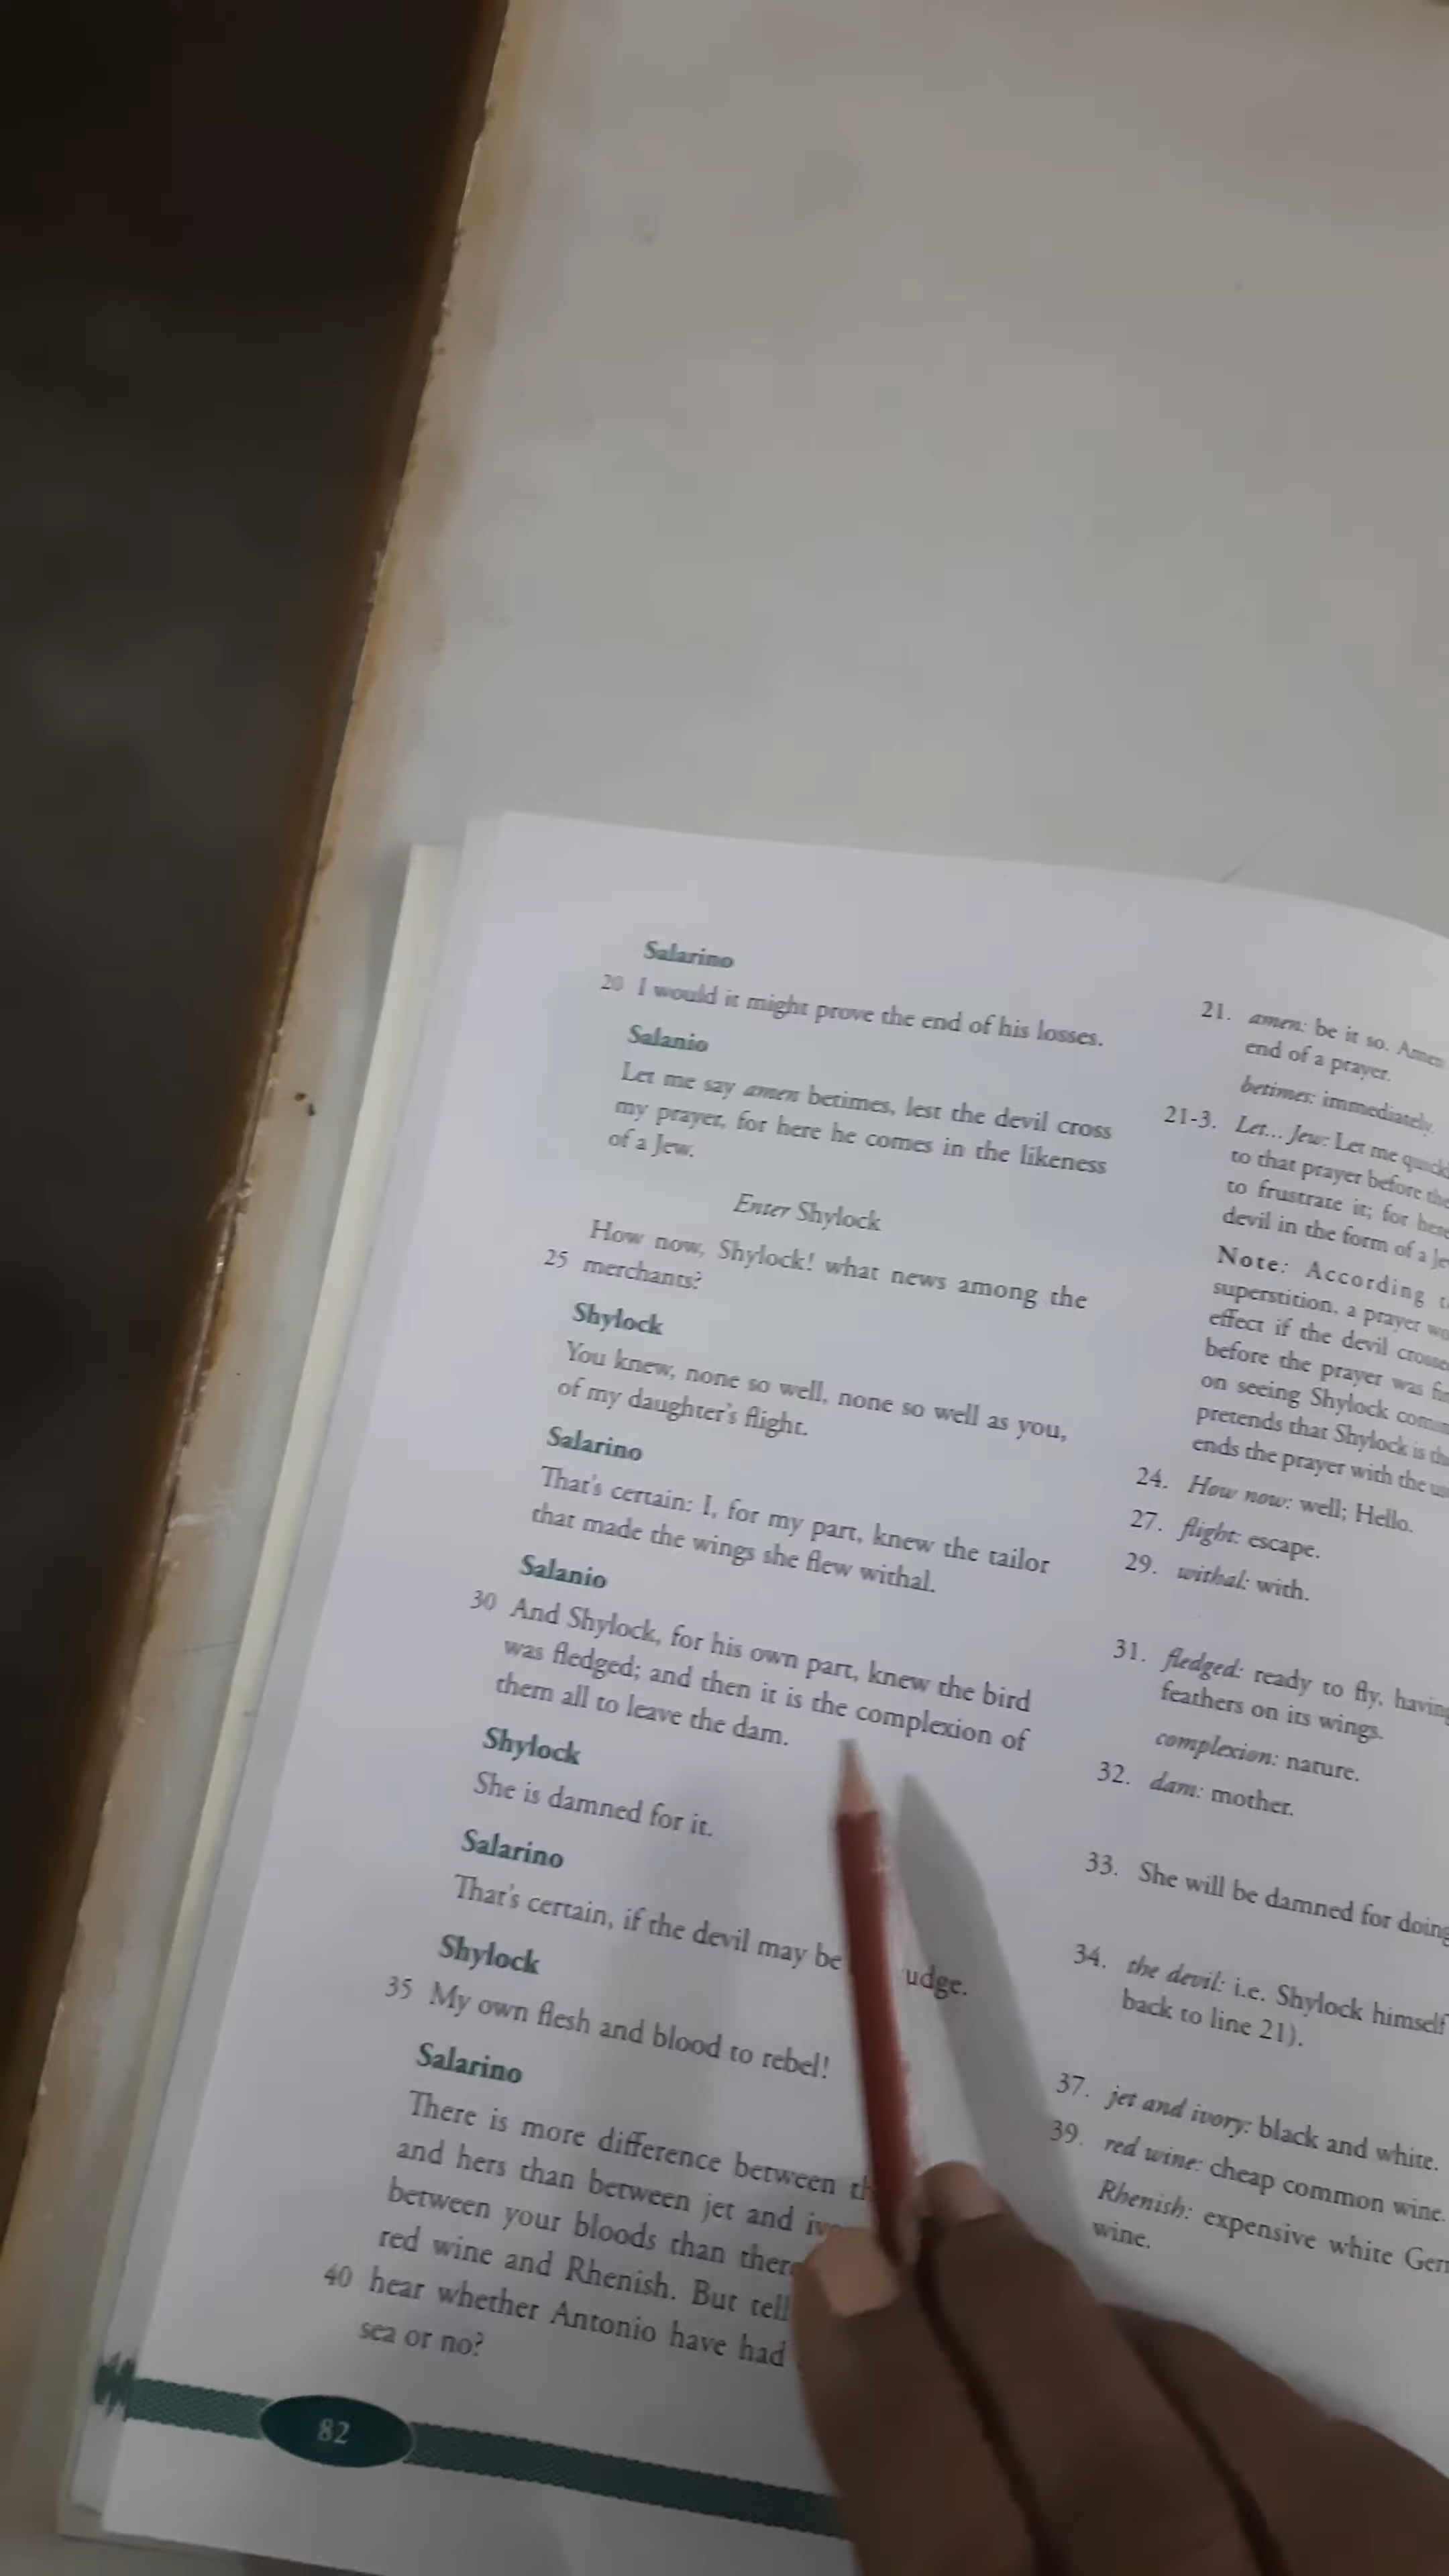 Salarino
20 I would it might prove the end of his losses.
Salanio
Let me say amen betimes, lest the devil cross
my prayer, for here he comes in the likeness
of a Jew.
Enter Shylock
How now, Shylock! what news among the
25 merchants?
Shylock
You knew, none so well, none so well as you,
of my daughter's flight.
Salarino
That's certain: I, for my part, knew the tailor
that made the wings she flew withal.
Salanio
30 And Shylock, for his own part, knew the bird
was fledged; and then it is the complexion of
them all to leave the dam.
Shylock
She is damned for it.
Salarino
That's certain, if the devil may be udge.
Shylock
35 My own flesh and blood to rebel!
Salarino
There is more difference between
and hers than between jet and
between your bloods than
red wine and Rhenish. But tell
40 hear whether Antonio have had
sea or no?
82
21. amen: be it so. Amen
end of a prayer.
betimes: immediately.
21-3. Let... Jew: Let me
to that prayer before
to frustrate it; for
devil in the form of a
Note: According
superstition, a prayer
effect if the devil
before the prayer was
on seeing Shylock
pretends that Shylock is
ends the prayer with the
24. How now: well; Hello.
27. flight: escape.
29. withal: with.
31. fledged: ready to fly, having
feathers on its wings.
complexion: nature.
32. dam: mother.
33. She will be damned for doing
34. the devil: i.e. Shylock himself
back to line 21).
37. jet and ivory: black and white.
39. red wine: cheap common wine.
Rhenish: expensive white
wine.